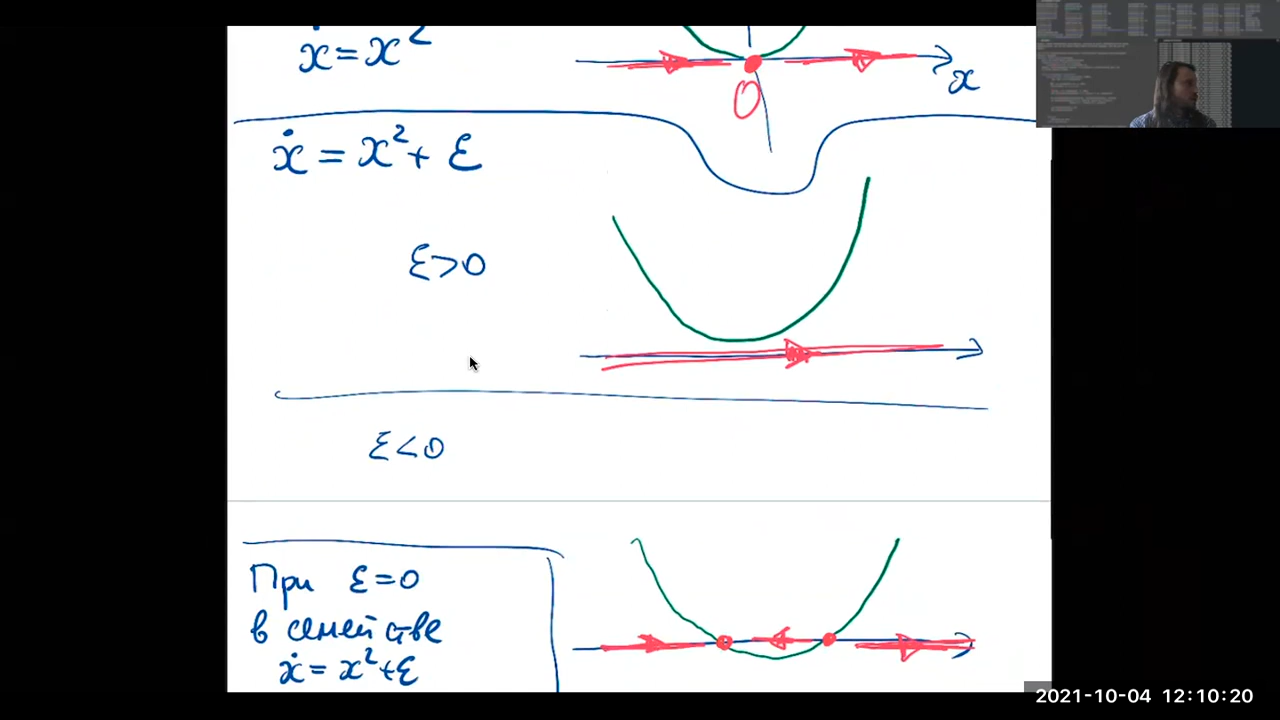 ẋ = x²
0
x
ẋ = x² + ε
ε>0
ε<0
При ε=0
в семействе
ẋ = x²+ε
2021-10-04 12:10:20